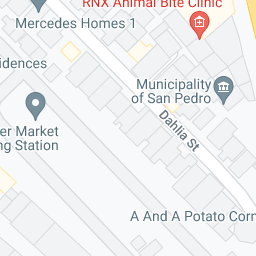 RNX Animal Bite Clinic
Mercedes Homes 1
idences
Municipality
of San Pedro
er Market
ng Station
Dahlia St
A And A Potato Corn